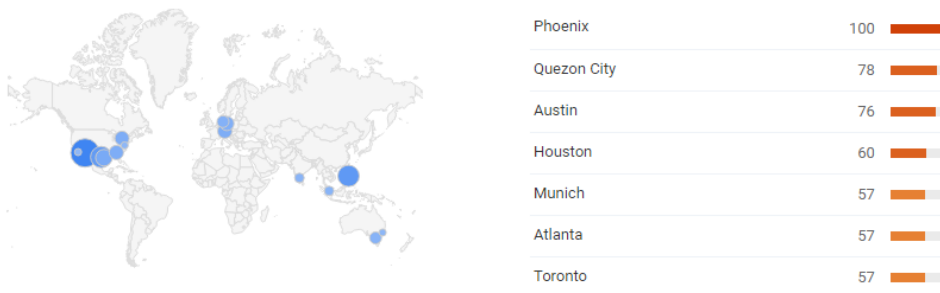 Phoenix 100
Quezon City 78
Austin 76
Houston 60
Munich 57
Atlanta 57
Toronto 57